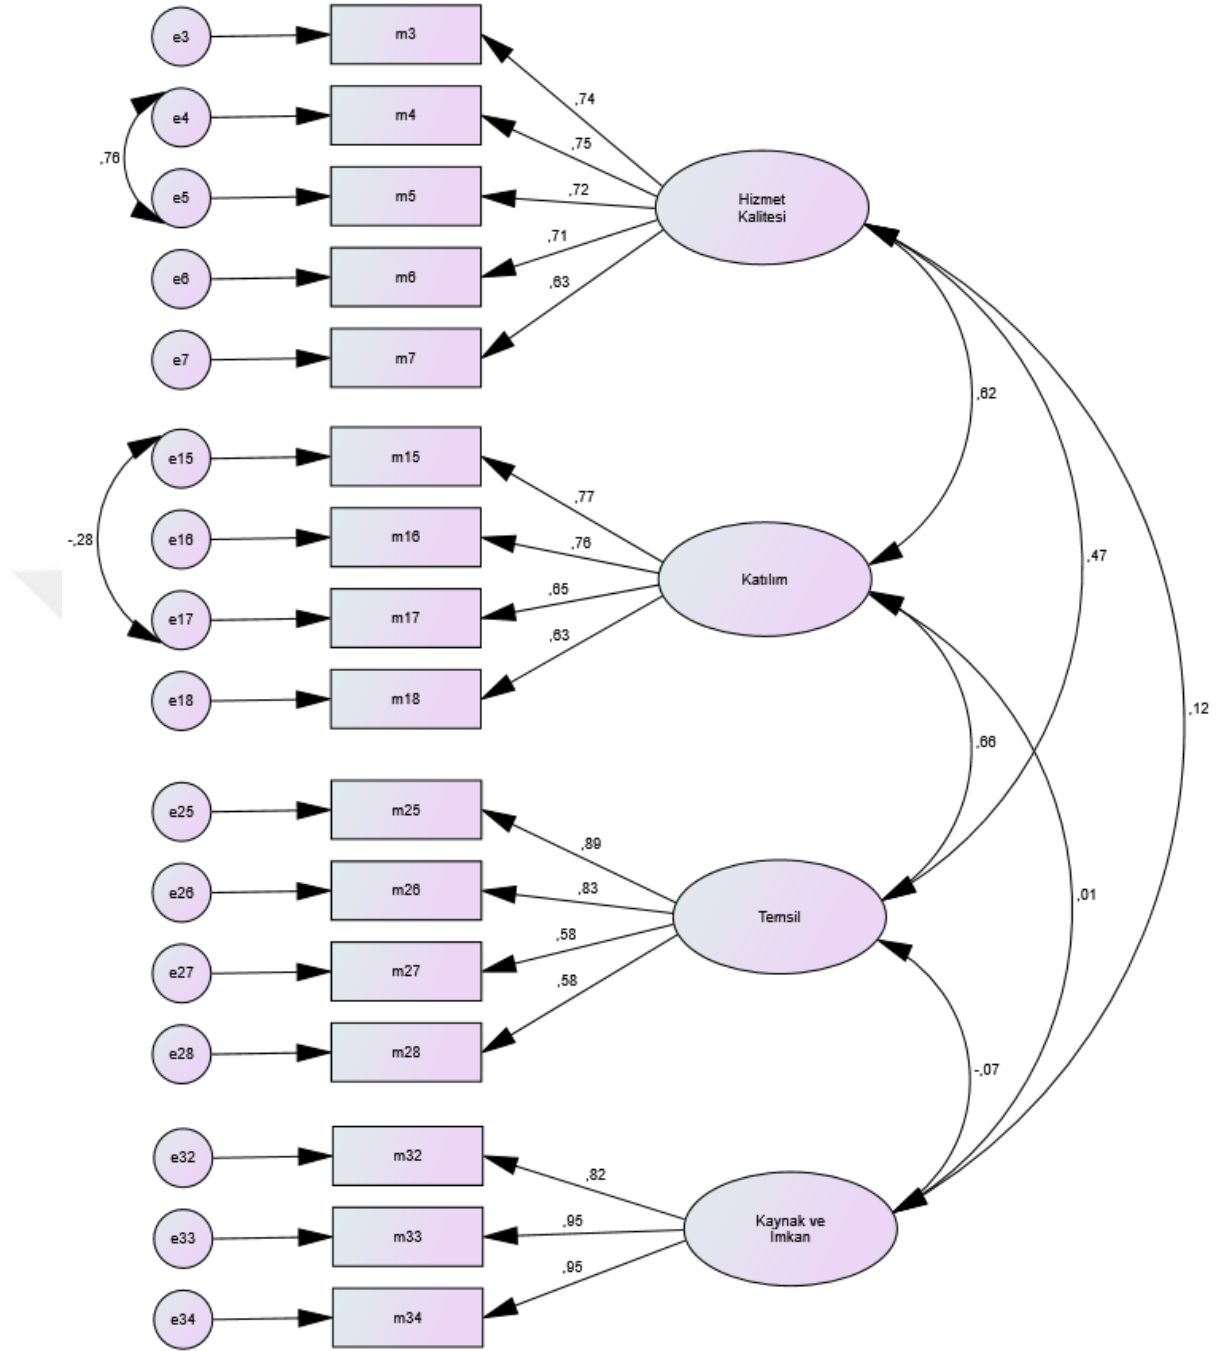 e3
m3
,74
e4
m4
,75
,76
e5
m5
,72
Hizmet
Kalitesi
e6
m6
,71
e7
m7
,63
,62
e15
m15
,77
-,28
e16
m16
,76
Katılım
,47
e17
m17
,65
e18
m18
,63
,12
,66
e25
m25
,89
e26
m26
,83
Temsil
,01
e27
m27
,58
e28
m28
,58
-,07
e32
m32
,82
e33
m33
,95
Kaynak ve
Imkan
e34
m34
,95